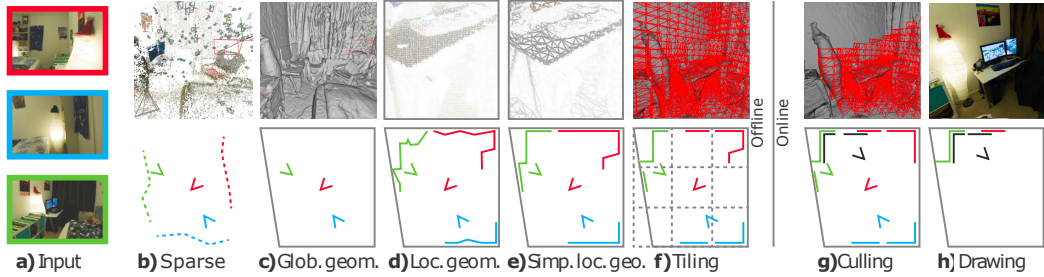 Offline
Online
a) Input
b) Sparse
c) Glob. geom.
d) Loc. geom.
e) Simp. loc. geo.
f) Tiling
g) Culling
h) Drawing